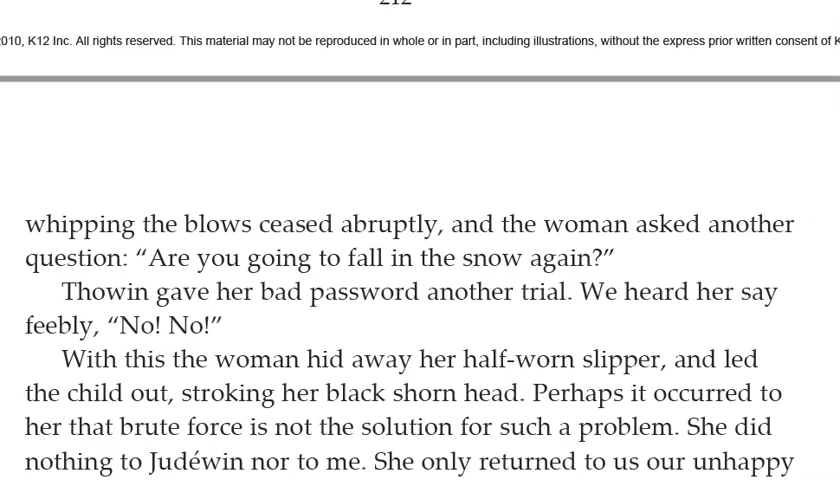 212
2010, K12 Inc. All rights reserved. This material may not be reproduced in whole or in part, including illustrations, without the express prior written consent of K
whipping the blows ceased abruptly, and the woman asked another
question: “Are you going to fall in the snow again?”
Thowin gave her bad password another trial. We heard her say
feebly, “No! No!”
With this the woman hid away her half-worn slipper, and led
the child out, stroking her black shorn head. Perhaps it occurred to
her that brute force is not the solution for such a problem. She did
nothing to Judéwin nor to me. She only returned to us our unhappy